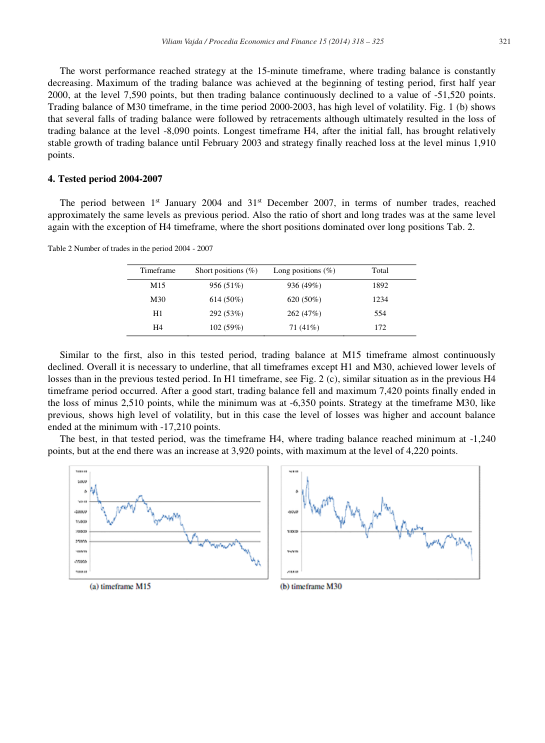 Viliam Vajda / Procedia Economics and Finance 15 (2014) 318 – 325
321
The worst performance reached strategy at the 15-minute timeframe, where trading balance is constantly
decreasing. Maximum of the trading balance was achieved at the beginning of testing period, first half year
2000, at the level 7,590 points, but then trading balance continuously declined to a value of -51,520 points.
Trading balance of M30 timeframe, in the time period 2000-2003, has high level of volatility. Fig. 1 (b) shows
that several falls of trading balance were followed by retracements although ultimately resulted in the loss of
trading balance at the level -8,090 points. Longest timeframe H4, after the initial fall, has brought relatively
stable growth of trading balance until February 2003 and strategy finally reached loss at the level minus 1,910
points.
4. Tested period 2004-2007
The period between 1st January 2004 and 31st December 2007, in terms of number trades, reached
approximately the same levels as previous period. Also the ratio of short and long trades was at the same level
again with the exception of H4 timeframe, where the short positions dominated over long positions Tab. 2.
Table 2 Number of trades in the period 2004 - 2007
Timeframe Short positions (%) Long positions (%) Total
M15 956 (51%) 936 (49%) 1892
M30 614 (50%) 620 (50%) 1234
H1 292 (53%) 262 (47%) 554
H4 102 (59%) 71 (41%) 172
Similar to the first, also in this tested period, trading balance at M15 timeframe almost continuously
declined. Overall it is necessary to underline, that all timeframes except H1 and M30, achieved lower levels of
losses than in the previous tested period. In H1 timeframe, see Fig. 2 (c), similar situation as in the previous H4
timeframe period occurred. After a good start, trading balance fell and maximum 7,420 points finally ended in
the loss of minus 2,510 points, while the minimum was at -6,350 points. Strategy at the timeframe M30, like
previous, shows high level of volatility, but in this case the level of losses was higher and account balance
ended at the minimum with -17,210 points.
The best, in that tested period, was the timeframe H4, where trading balance reached minimum at -1,240
points, but at the end there was an increase at 3,920 points, with maximum at the level of 4,220 points.
(a) timeframe M15
(b) timeframe M30